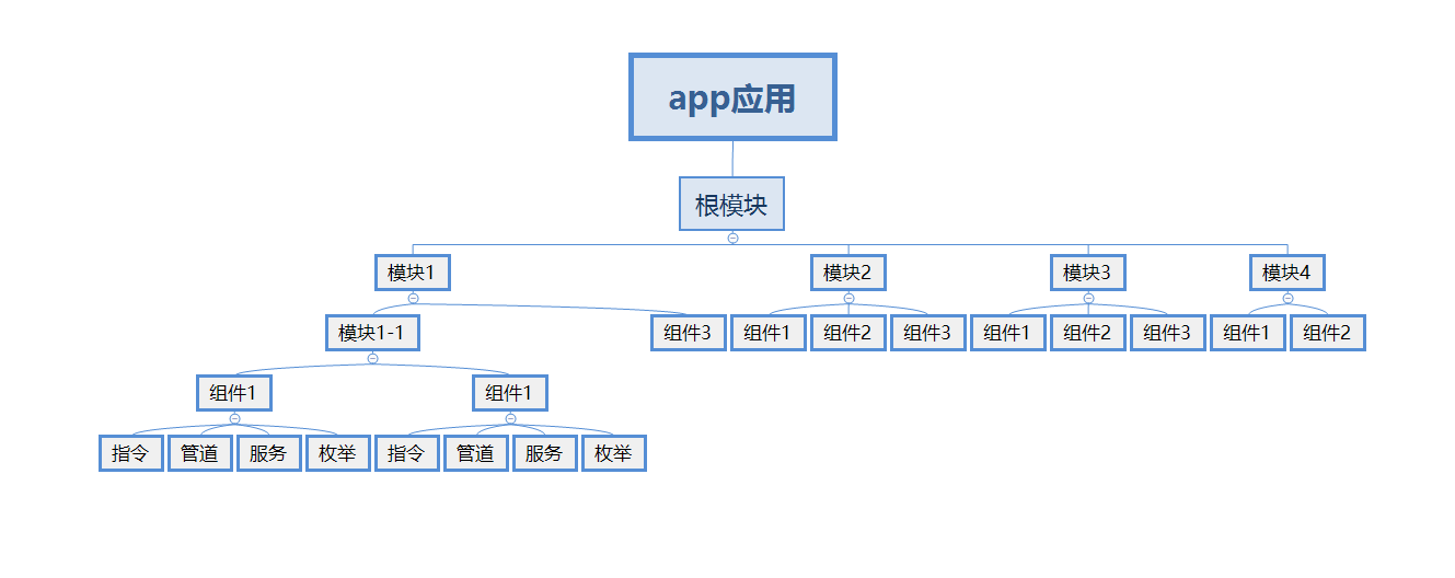 app应用
根模块
模块1
模块2
模块3
模块4
模块1-1
组件3
组件1
组件2
组件3
组件1
组件2
组件3
组件1
组件2
组件1
组件1
指令
管道
服务
枚举
指令
管道
服务
枚举